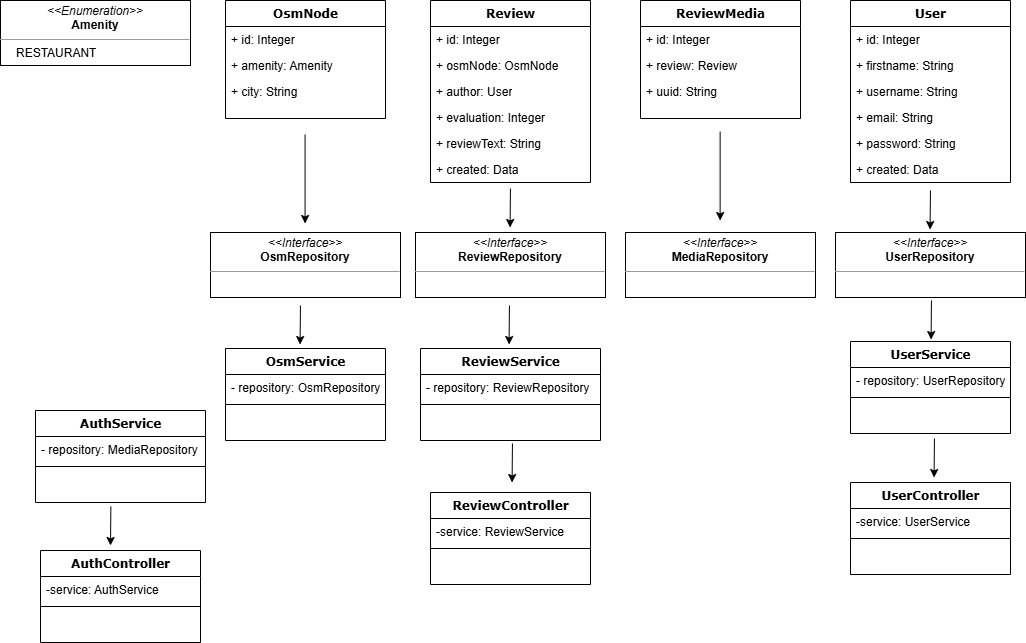 <<Enumeration>>
Amenity
RESTAURANT
OsmNode
+ id: Integer
+ amenity: Amenity
+ city: String
Review
+ id: Integer
+ osmNode: OsmNode
+ author: User
+ evaluation: Integer
+ reviewText: String
+ created: Data
ReviewMedia
+ id: Integer
+ review: Review
+ uuid: String
User
+ id: Integer
+ firstname: String
+ username: String
+ email: String
+ password: String
+ created: Data
<<Interface>>
OsmRepository
<<Interface>>
ReviewRepository
<<Interface>>
MediaRepository
<<Interface>>
UserRepository
OsmService
- repository: OsmRepository
ReviewService
- repository: ReviewRepository
UserService
- repository: UserRepository
AuthService
- repository: MediaRepository
ReviewController
-service: ReviewService
UserController
-service: UserService
AuthController
-service: AuthService